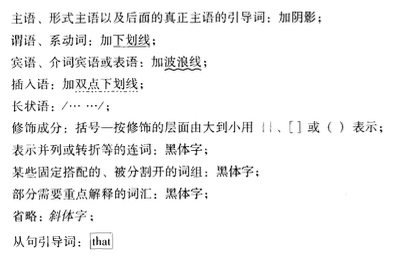 主语、形式主语以及后面的真正主语的引导词：加阴影；
谓语、系动词：加下划线；
宾语、介词宾语或表语：加波浪线；
插入语：加双点下划线；
长状语：/… …/；
修饰成分：括号—按修饰的层面由大到小用 { }、[ ] 或 ( ) 表示；
表示并列或转折等的连词：黑体字；
某些固定搭配的、被分割开的词组：黑体字；
部分需要重点解释的词汇：黑体字；
省略：斜体字；
从句引导词：that